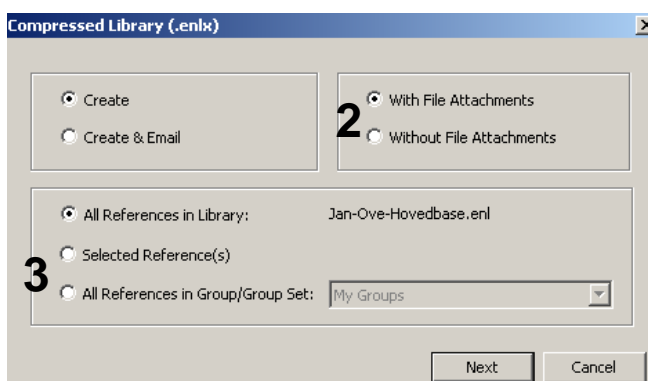 Compressed Library (.enlx)
Create
With File Attachments
2
Create & Email
Without File Attachments
All References in Library:
Jan-Ove-Hovedbase.enl
Selected Reference(s)
3
All References in Group/Group Set:
My Groups
Next
Cancel